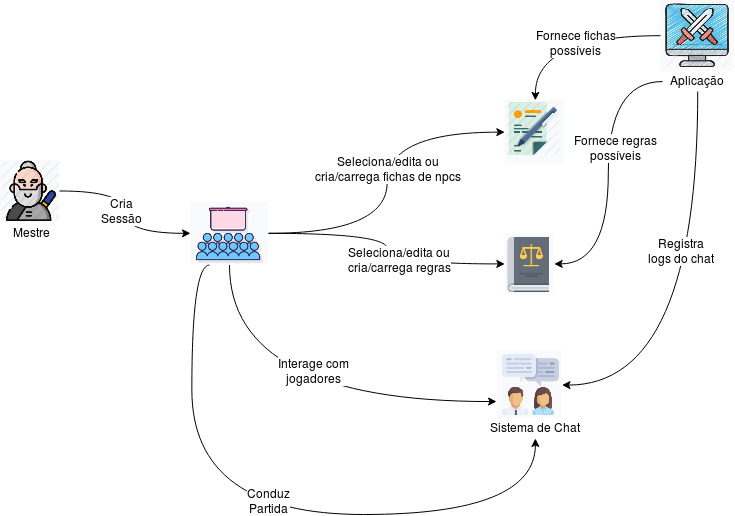 Fornece fichas
possíveis
Aplicação
Fornece regras
possíveis
Seleciona/edita ou
cria/carrega fichas de npcs
Cria
Sessão
Mestre
Seleciona/edita ou
cria/carrega regras
Registra
logs do chat
Interage com
jogadores
Sistema de Chat
Conduz
Partida